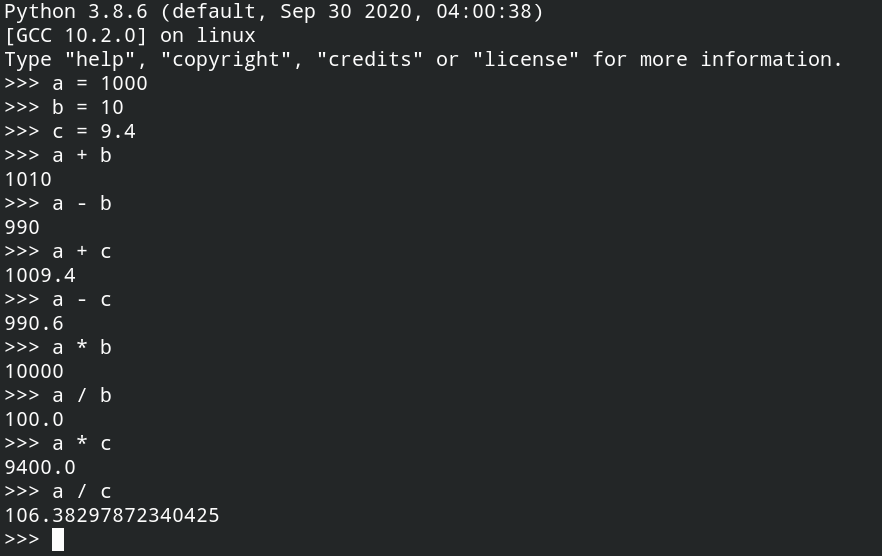 Python 3.8.6 (default, Sep 30 2020, 04:00:38)
[GCC 10.2.0] on linux
Type "help", "copyright", "credits" or "license" for more information.
>>> a = 1000
>>> b = 10
>>> c = 9.4
>>> a + b
1010
>>> a - b
990
>>> a + c
1009.4
>>> a - c
990.6
>>> a * b
10000
>>> a / b
100.0
>>> a * c
9400.0
>>> a / c
106.38297872340425
>>>